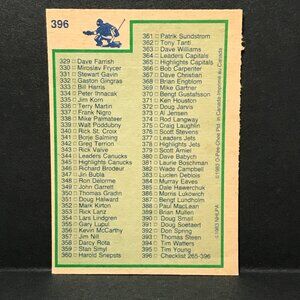 396
329 □ Dave Farrish
330 □ Miroslav Frycer
331 □ Stewart Gavin
332 □ Gaston Gingras
333 □ Bill Harris
334 □ Peter Ihnacak
335 □ Jim Korn
336 □ Terry Martin
337 □ Frank Nigro
338 □ Mike Palmateer
339 □ Walt Poddubny
340 □ Rick St. Croix
341 □ Borje Salming
342 □ Greg Terrion
343 □ Rick Vaive
344 □ Leaders Canucks
345 □ Highlights Canucks
346 □ Richard Brodeur
347 □ Jiri Bubla
348 □ Ron Delorme
349 □ John Garrett
350 □ Thomas Gradin
351 □ Doug Halward
352 □ Mark Kirton
353 □ Rick Lanz
354 □ Lars Lindgren
355 □ Gary Lupul
356 □ Kevin McCarthy
357 □ Jim Nill
358 □ Darcy Rota
359 □ Stan Smyl
360 □ Harold Snepsts
361 □ Patrik Sundstrom
362 □ Tony Tanti
363 □ Dave Williams
364 □ Leaders Capitals
365 □ Highlights Capitals
366 □ Bob Carpenter
367 □ Dave Christian
368 □ Brian Engblom
369 □ Mike Gartner
370 □ Bengt Gustafsson
371 □ Ken Houston
372 □ Doug Jarvis
373 □ Al Jensen
374 □ Rod Langway
375 □ Craig Laughlin
376 □ Scott Stevens
377 □ Leaders Jets
378 □ Highlights Jets
379 □ Scott Arniel
380 □ Dave Babych
381 □ Laurie Boschman
382 □ Wade Campbell
383 □ Lucien Deblois
384 □ Murray Eaves
385 □ Dale Hawerchuk
386 □ Morris Lukowich
387 □ Bengt Lundholm
388 □ Paul MacLean
389 □ Brian Mullen
390 □ Doug Small
391 □ Doug Soetaert
392 □ Don Spring
393 □ Thomas Steen
394 □ Tim Watters
395 □ Tim Young
396 □ Checklist 265-396
©1983 NHLPA ©1983 O-Pee-Chee Ptd. in Canada Imprimé au Canada